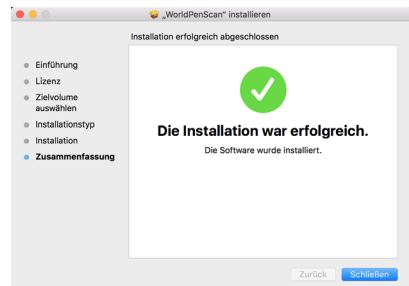 „WorldPenScan“ installieren
Installation erfolgreich abgeschlossen
Einführung
Lizenz
Zielvolume
auswählen
Installationstyp
Installation
Zusammenfassung
Die Installation war erfolgreich.
Die Software wurde installiert.
Zurück
Schließen